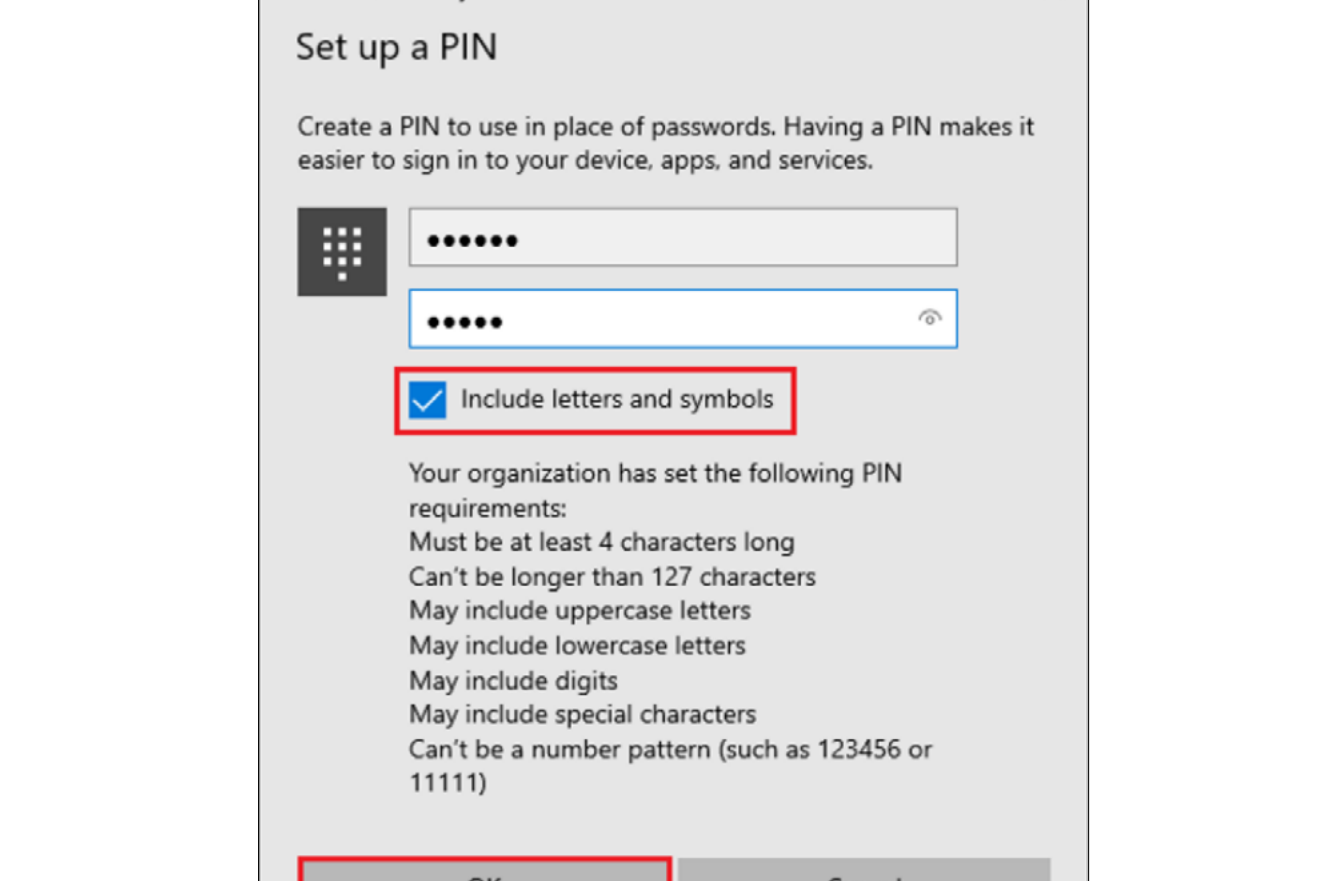 Set up a PIN
Create a PIN to use in place of passwords. Having a PIN makes it
easier to sign in to your device, apps, and services.
●●●●●●
●●●●●
Include letters and symbols
Your organization has set the following PIN
requirements:
Must be at least 4 characters long
Can't be longer than 127 characters
May include uppercase letters
May include lowercase letters
May include digits
May include special characters
Can't be a number pattern (such as 123456 or
11111)